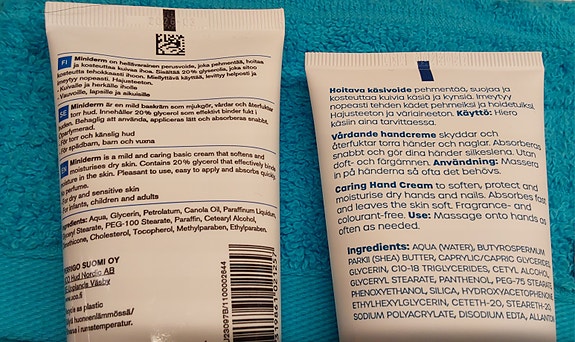 Fi
Miniderm on hellävarainen perusvoide, joka pehmentää, hoitaa
ja kosteuttaa kuivaa ihoa. Sisältää 20% glyserolia, joka sitoo
kosteutta tehokkaasti ihoon. Miellyttävä käyttää, levittyy helposti ja
imeytyy nopeasti. Hajusteeton.
- Kuivalle ja herkälle iholle
- Vauvoille, lapsille ja aikuisille
SE
Miniderm är en mild baskräm som mjukgör, vårdar och återfuktar
torr hud. Innehåller 20% glycerol som effektivt binder fukt i
huden. Behaglig att använda, appliceras lätt och absorberas snabbt.
Oparfymerad.
- För torr och känslig hud
- För spädbarn, barn och vuxna
Miniderm is a mild and caring basic cream that softens and
moisturises dry skin. Contains 20% glycerol that effectively binds
moisture in the skin. Pleasant to use, easy to apply and absorbs quickly.
No perfume.
For dry and sensitive skin
For infants, children and adults
Ingredients: Aqua, Glycerin, Petrolatum, Canola Oil, Paraffinum Liquidum,
Glyceryl Stearate, PEG-100 Stearate, Paraffin, Cetearyl Alcohol,
Dimethicone, Cholesterol, Tocopherol, Methylparaben, Ethylparaben.
SUOMI OY
Hud Nordic AB
Väsby
as plastic
huoneenlämmössä/
i rumstemperatur.
Hoitava käsivoide pehmentää, suojaa ja
kosteuttaa kuivia käsiä ja kynsiä. Imeytyy
nopeasti tehden kädet pehmeiksi ja hoidetuiksi.
Hajusteeton ja väriaineeton. Käyttö: Hiero
käsiin aina tarvittaessa.
Vårdande handcreme skyddar och
återfuktar torra händer och naglar. Absorberas
snabbt och gör dina händer silkeslena. Utan
doft- och färgämnen. Användning: Massera
in på händerna så ofta det behövs.
Caring Hand Cream to soften, protect and
moisturise dry hands and nails. Absorbs fast
and leaves the skin soft. Fragrance- and
colourant-free. Use: Massage onto hands as
often as needed.
Ingredients: AQUA (WATER), BUTYROSPERMUM
PARKII (SHEA) BUTTER, CAPRYLIC/CAPRIC GLYCERIDES,
GLYCERIN, C10-18 TRIGLYCERIDES, CETYL ALCOHOL,
GLYCERYL STEARATE, PANTHENOL, PEG-75 STEARATE,
PHENOXYETHANOL, SILICA, HYDROXYACETOPHENONE,
ETHYLHEXYLGLYCERIN, CETETH-20, STEARETH-20,
SODIUM POLYACRYLATE, DISODIUM EDTA, ALLANTOIN